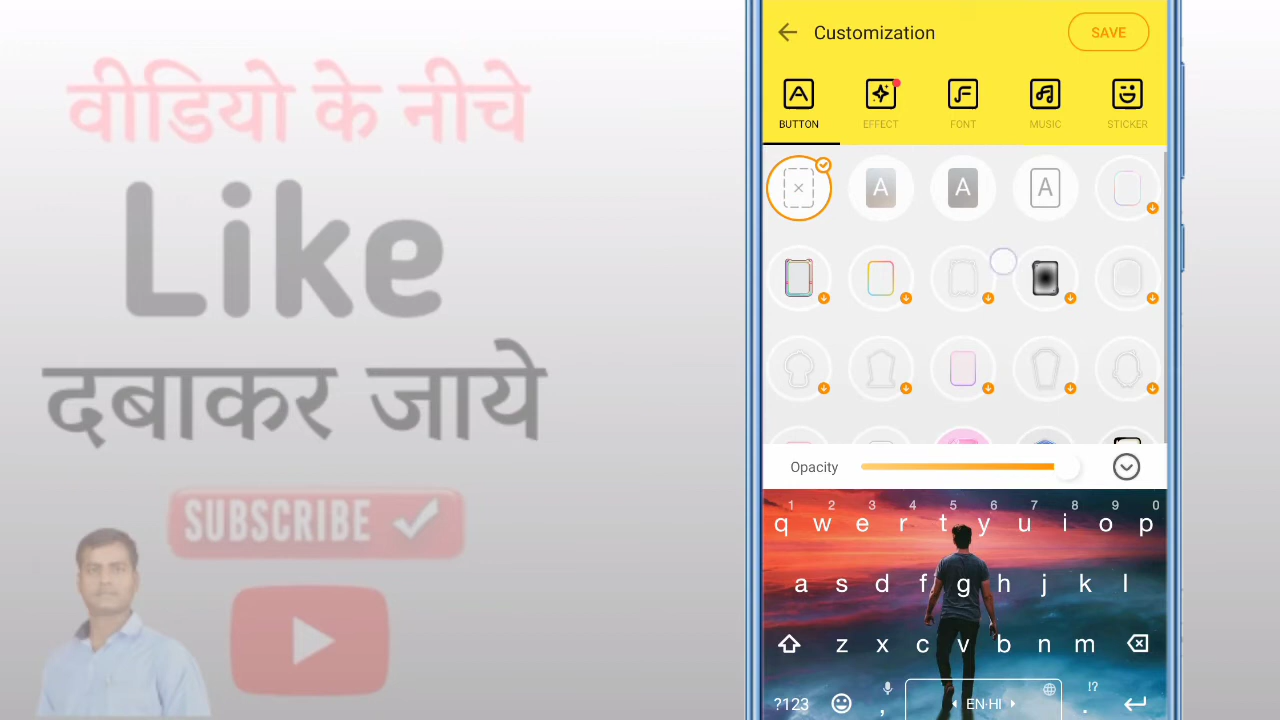 वीडियो के नीचे
Like
दबाकर जाये
SUBSCRIBE
Customization
SAVE
BUTTON EFFECT FONT MUSIC STICKER
A A A
Opacity
1 2 3 4 5 6 7 8 9 0
q w e r t y u i o p
a s d f g h j k l
z x c v b n m
!?
?123 , EN·HI .